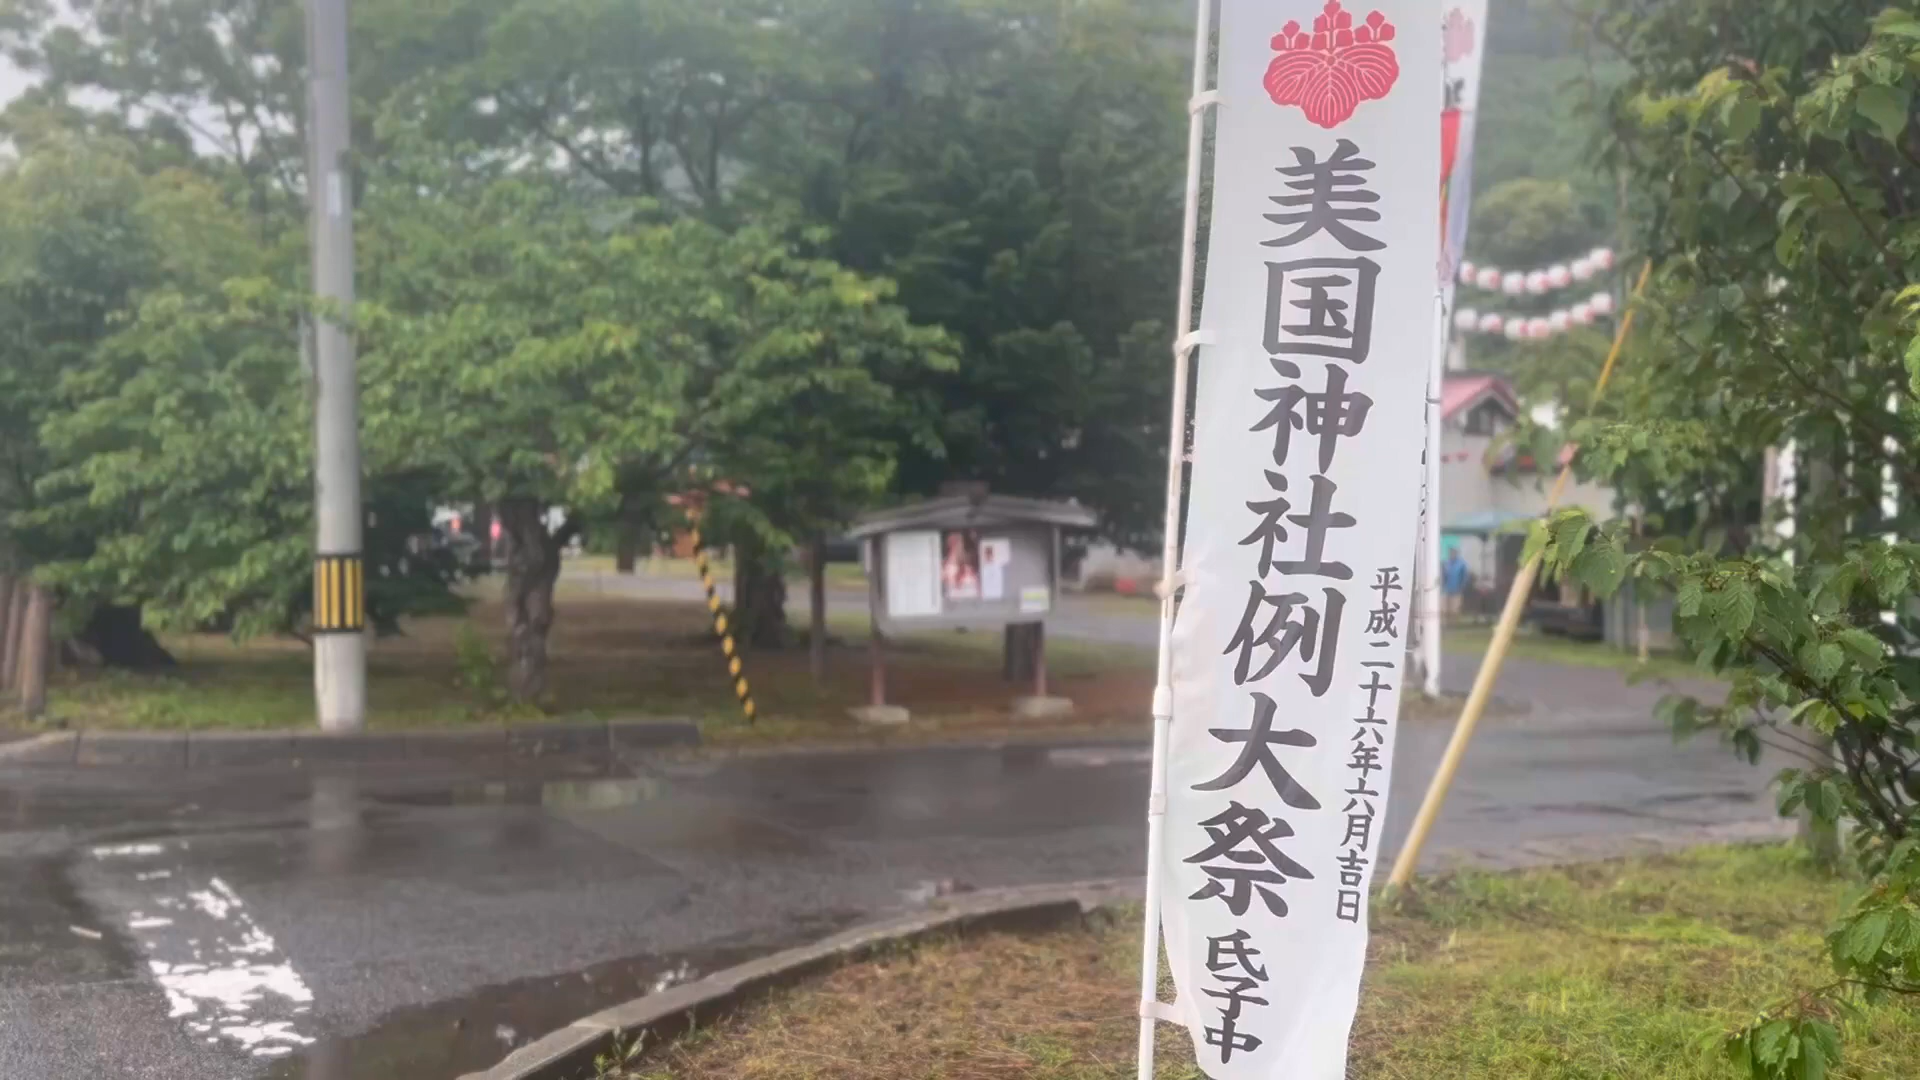 美国神社例大祭 氏子中
平成二十六年六月吉日